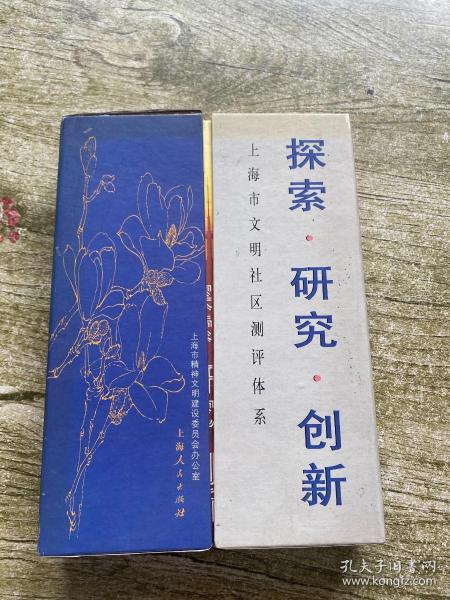 探索·研究·创新
上海市文明社区测评体系
上海市精神文明建设委员会办公室
上海人民出版社
孔夫子旧书网
www.kongfz.com